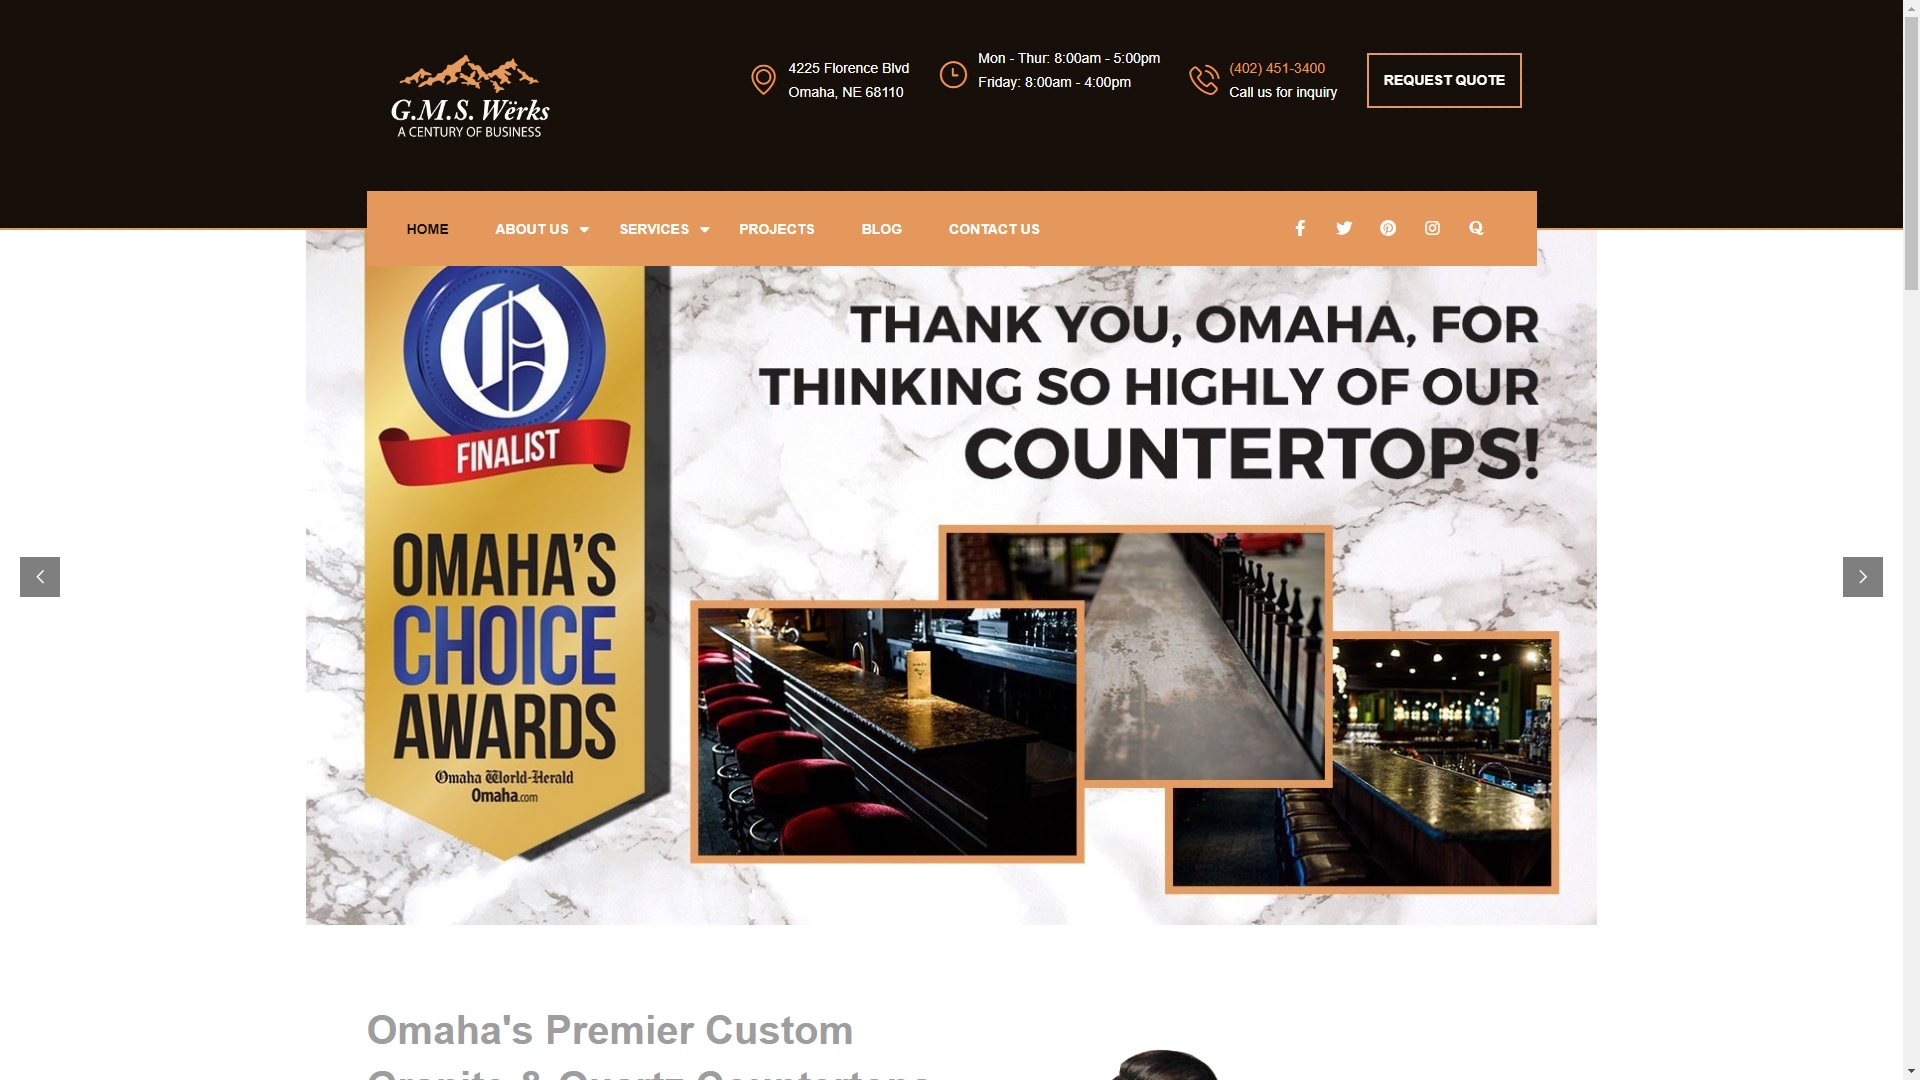 G.M.S. Wërks
A CENTURY OF BUSINESS
4225 Florence Blvd
Omaha, NE 68110
Mon - Thur: 8:00am - 5:00pm
Friday: 8:00am - 4:00pm
(402) 451-3400
Call us for inquiry
REQUEST QUOTE
HOME
ABOUT US
SERVICES
PROJECTS
BLOG
CONTACT US
O
FINALIST
OMAHA'S
CHOICE
AWARDS
Omaha World-Herald
Omaha.com
THANK YOU, OMAHA, FOR
THINKING SO HIGHLY OF OUR
COUNTERTOPS!
Omaha's Premier Custom
Granite & Quartz Countertops